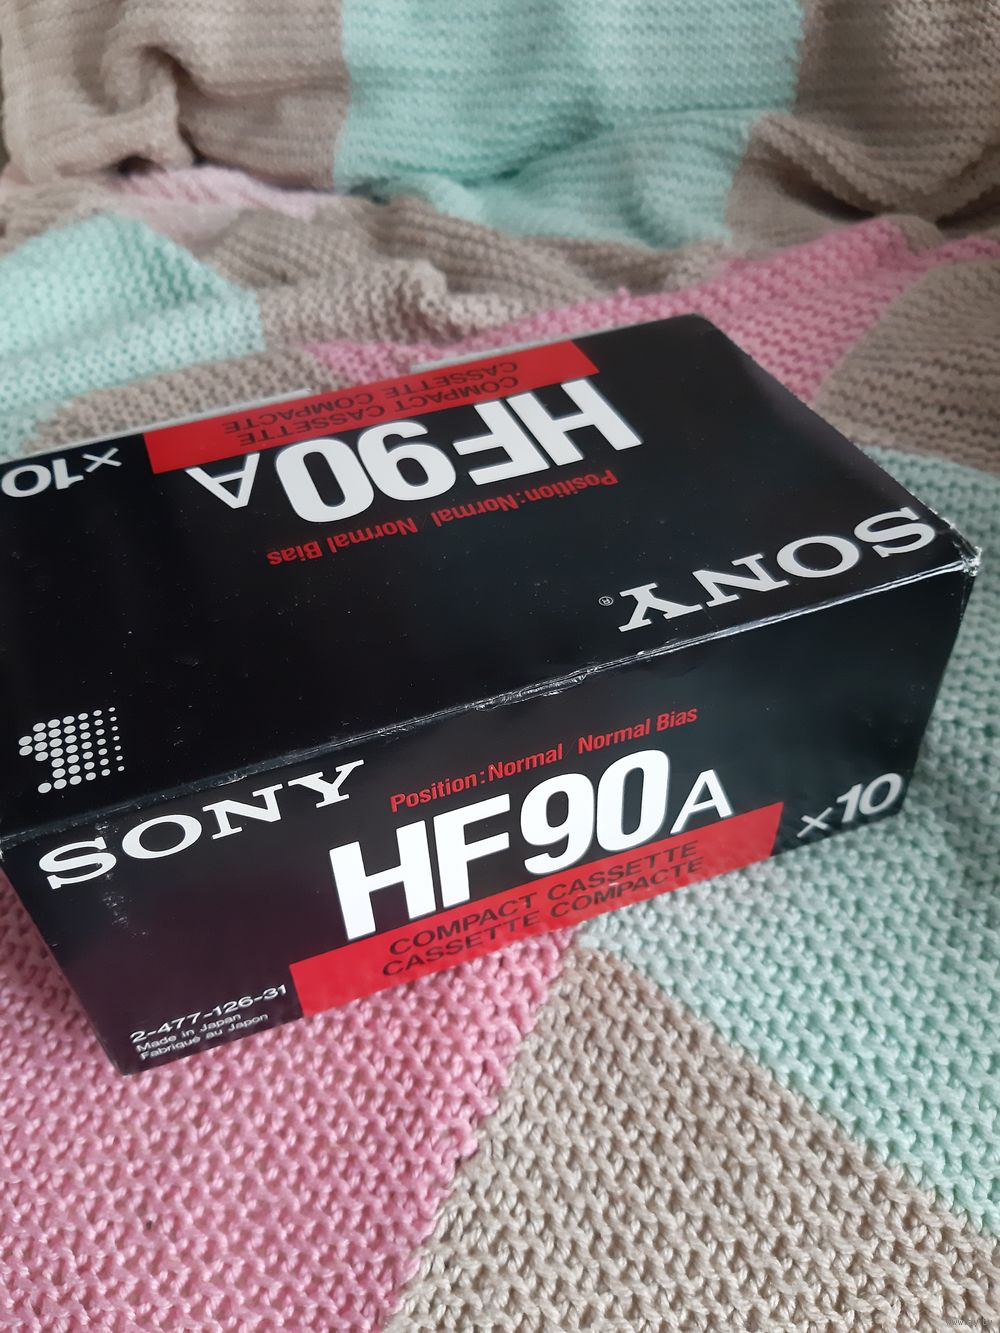 COMPACT CASSETTE
CASSETTE COMPACTE
HF90A
×10
Position:Normal Normal Bias
SONY®
SONY
Position:Normal / Normal Bias
HF90A
×10
COMPACT CASSETTE
CASSETTE COMPACTE
2-477-126-31
Made in Japan
Fabriqué au Japon